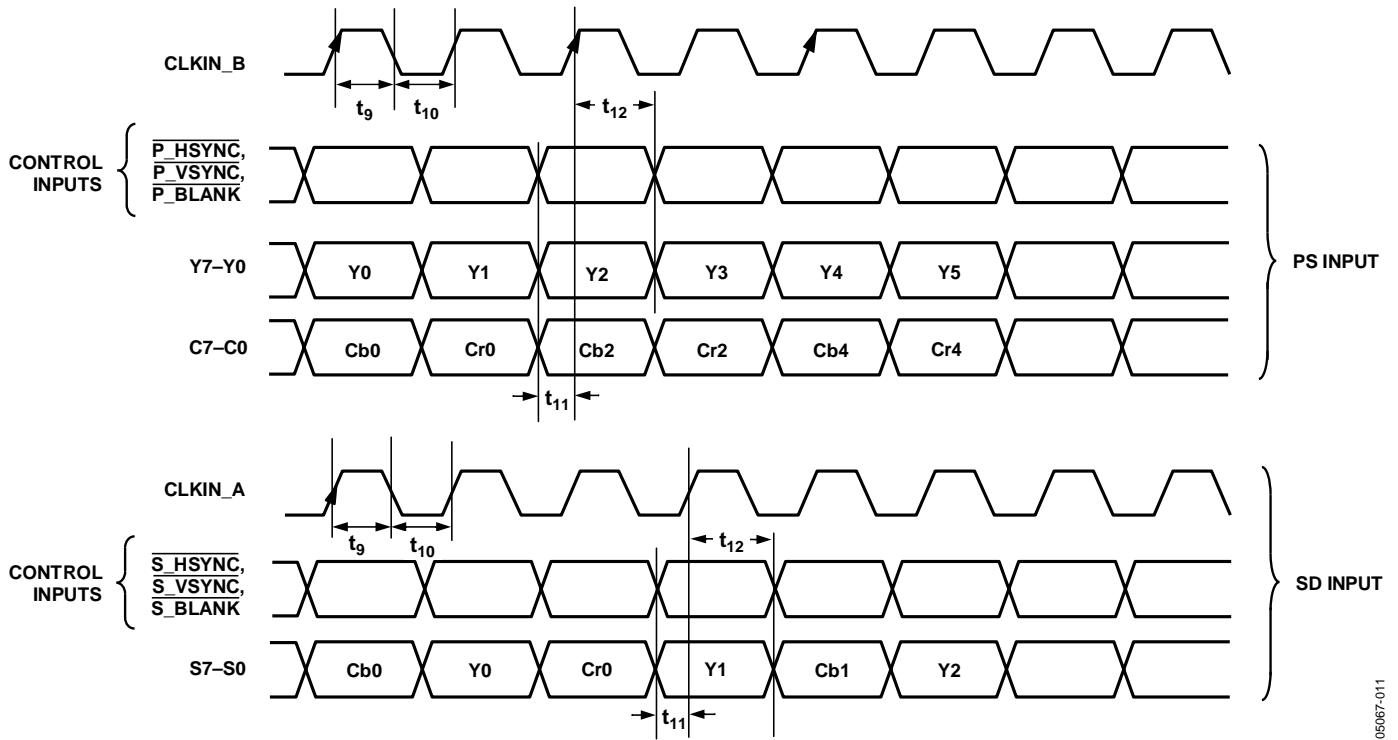 CLKIN_B
t9
t10
t12
CONTROL
INPUTS
P_HSYNC,
P_VSYNC,
P_BLANK
Y7–Y0
Y0
Y1
Y2
Y3
Y4
Y5
PS INPUT
C7–C0
Cb0
Cr0
Cb2
Cr2
Cb4
Cr4
t11
CLKIN_A
t9
t10
t12
CONTROL
INPUTS
S_HSYNC,
S_VSYNC,
S_BLANK
SD INPUT
S7–S0
Cb0
Y0
Cr0
Y1
Cb1
Y2
t11
05067-011